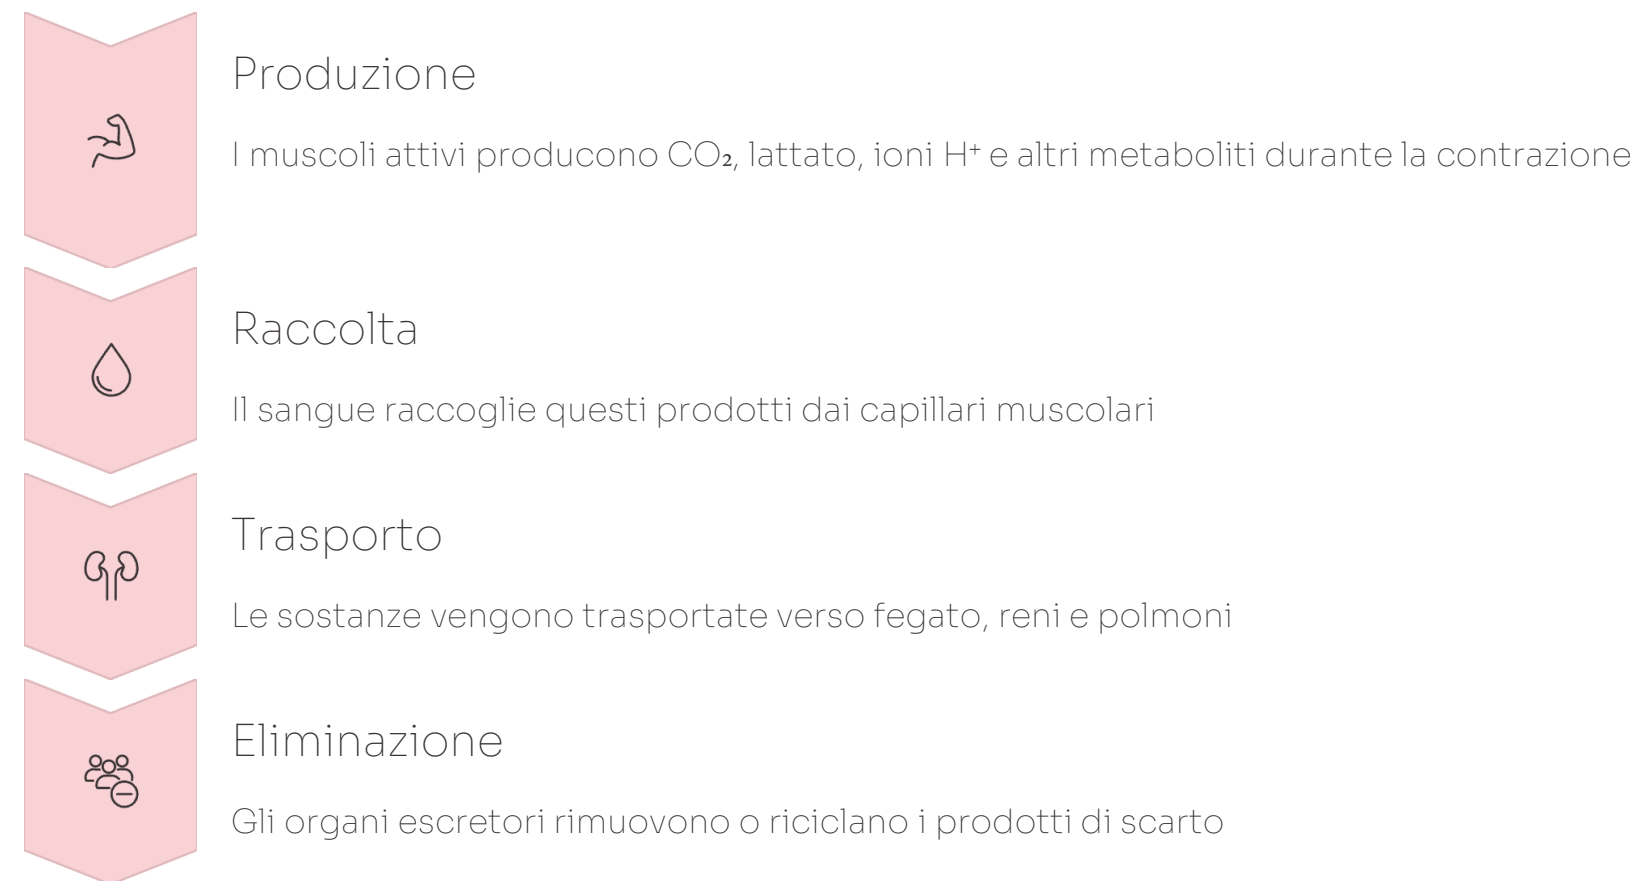 Produzione
I muscoli attivi producono CO₂, lattato, ioni H⁺ e altri metaboliti durante la contrazione
Raccolta
Il sangue raccoglie questi prodotti dai capillari muscolari
Trasporto
Le sostanze vengono trasportate verso fegato, reni e polmoni
Eliminazione
Gli organi escretori rimuovono o riciclano i prodotti di scarto